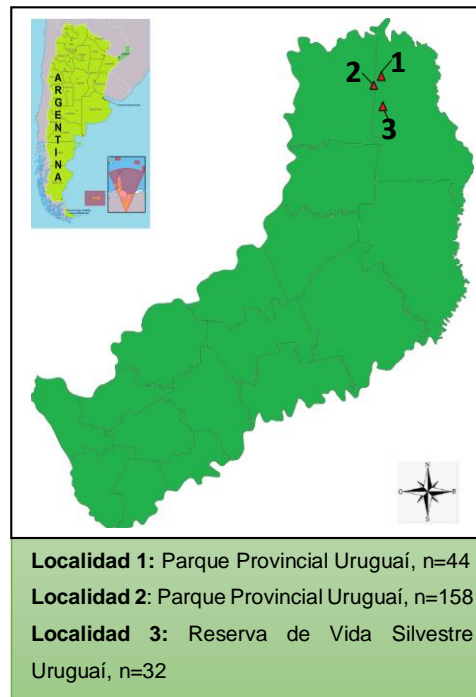 ARGENTINA
1
2
3
N
O
E
S
Localidad 1: Parque Provincial Uruguaí, n=44
Localidad 2: Parque Provincial Uruguaí, n=158
Localidad 3: Reserva de Vida Silvestre
Uruguaí, n=32